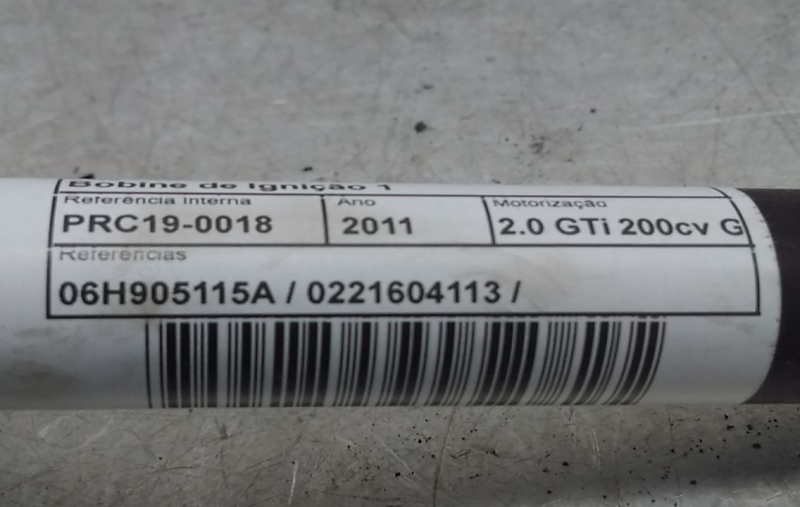 Bobine de Ignição 1
Referência Interna Ano Motorização
PRC19-0018 2011 2.0 GTi 200cv G
Referências
06H905115A / 0221604113 /